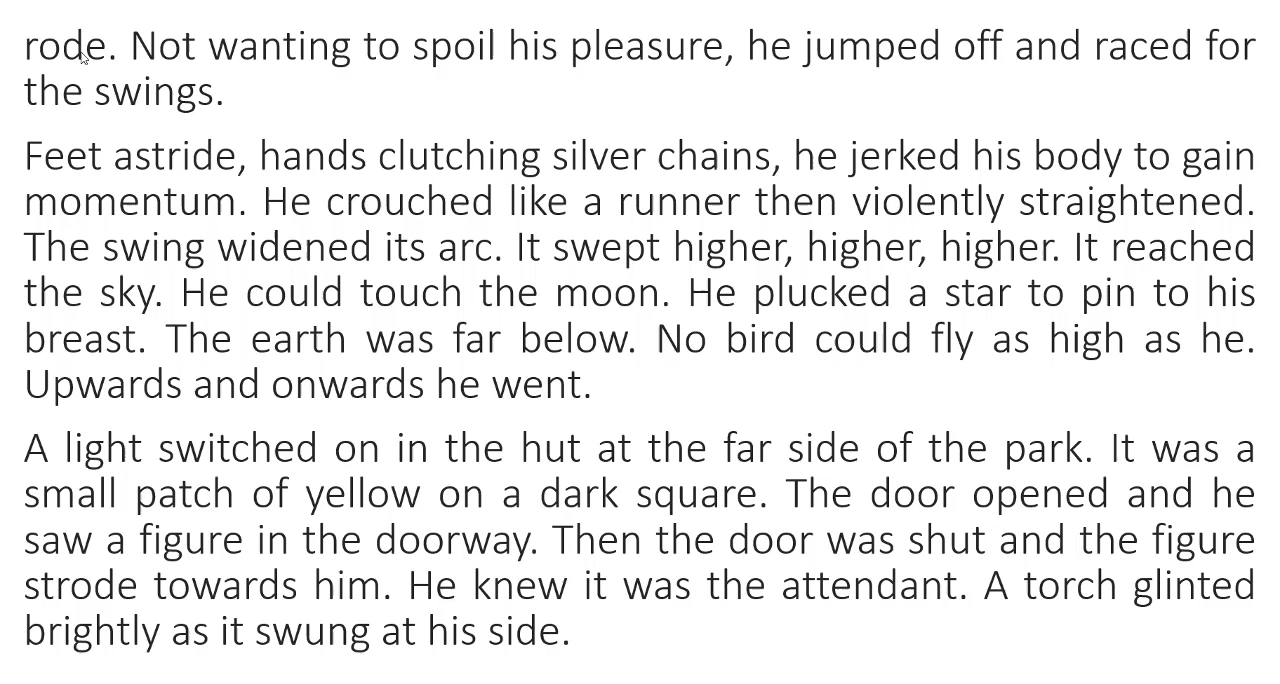 rode. Not wanting to spoil his pleasure, he jumped off and raced for
the swings.
Feet astride, hands clutching silver chains, he jerked his body to gain
momentum. He crouched like a runner then violently straightened.
The swing widened its arc. It swept higher, higher, higher. It reached
the sky. He could touch the moon. He plucked a star to pin to his
breast. The earth was far below. No bird could fly as high as he.
Upwards and onwards he went.
A light switched on in the hut at the far side of the park. It was a
small patch of yellow on a dark square. The door opened and he
saw a figure in the doorway. Then the door was shut and the figure
strode towards him. He knew it was the attendant. A torch glinted
brightly as it swung at his side.